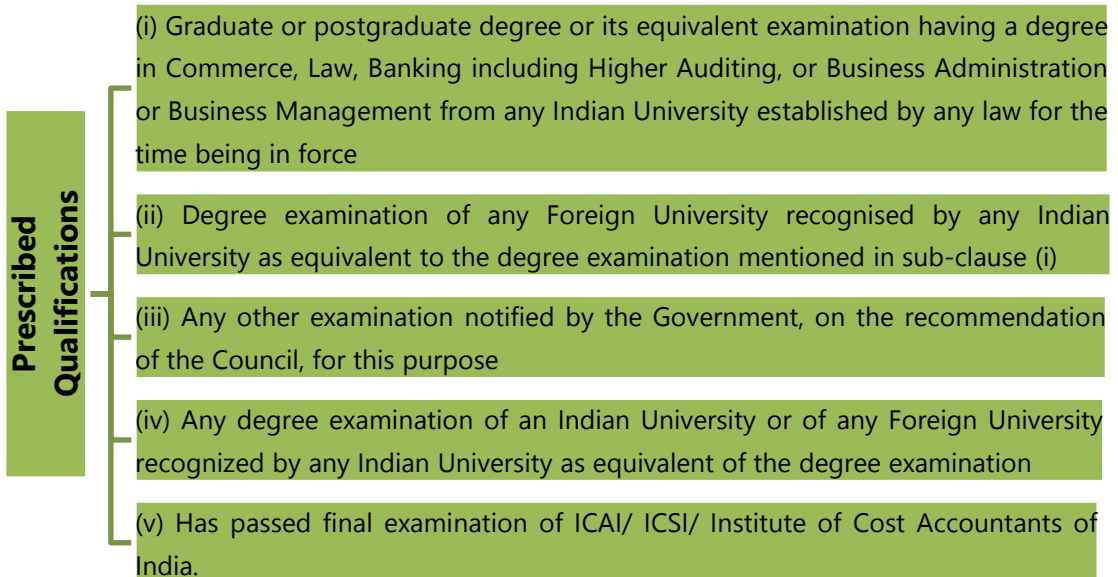 Prescribed
Qualifications
(i) Graduate or postgraduate degree or its equivalent examination having a degree
in Commerce, Law, Banking including Higher Auditing, or Business Administration
or Business Management from any Indian University established by any law for the
time being in force
(ii) Degree examination of any Foreign University recognised by any Indian
University as equivalent to the degree examination mentioned in sub-clause (i)
(iii) Any other examination notified by the Government, on the recommendation
of the Council, for this purpose
(iv) Any degree examination of an Indian University or of any Foreign University
recognized by any Indian University as equivalent of the degree examination
(v) Has passed final examination of ICAI/ ICSI/ Institute of Cost Accountants of
India.